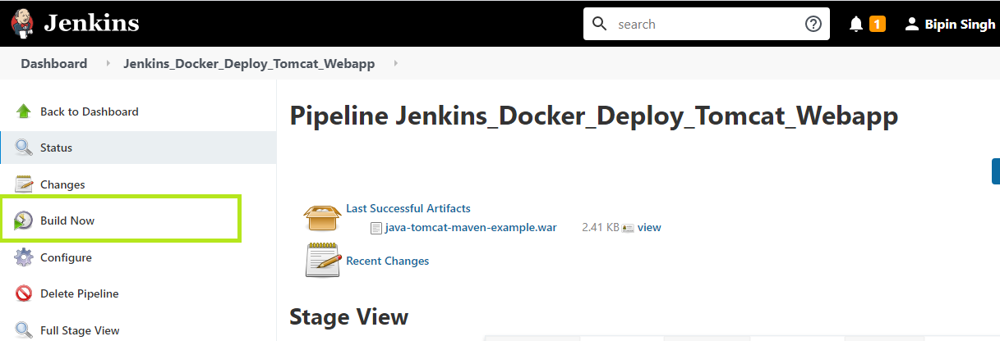 Jenkins
search
1
Bipin Singh
Dashboard
Jenkins_Docker_Deploy_Tomcat_Webapp
Back to Dashboard
Status
Changes
Build Now
Configure
Delete Pipeline
Full Stage View
Pipeline Jenkins_Docker_Deploy_Tomcat_Webapp
Last Successful Artifacts
java-tomcat-maven-example.war 2.41 KB view
Recent Changes
Stage View